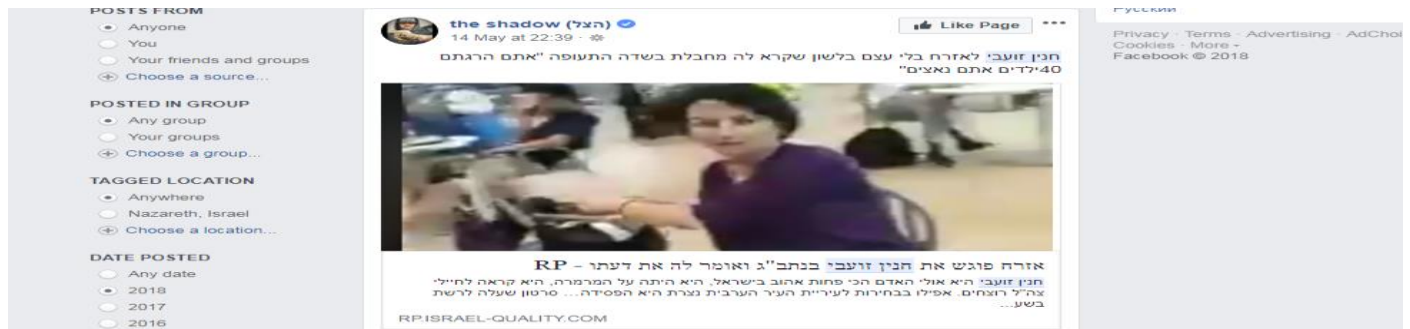 POSTS FROM
Anyone
You
Your friends and groups
Choose a source...
POSTED IN GROUP
Any group
Your groups
Choose a group...
TAGGED LOCATION
Anywhere
Nazareth, Israel
Choose a location...
DATE POSTED
Any date
2018
2017
2016
the shadow (הצל)
14 May at 22:39 ·
Like Page
חנין זועבי לאזרח בלי עצם בלשון שקרא לה מחבלת בשדה התעופה "אתם הרגתם
40ילדים אתם נאצים"
אזרח פוגש את חנין זועבי בנתב"ג ואומר לה את דעתו - RP
חנין זועבי היא אולי האדם הכי פחות אהוב בישראל, היא היתה על המרמרה, היא קראה לחיילי
צה"ל רוצחים. אפילו בבחירות לעיריית העיר הערבית נצרת היא הפסידה... סרטון שעלה לרשת
בשע...
RP.ISRAEL-QUALITY.COM
Русский
Privacy · Terms · Advertising · AdChoi
Cookies · More
Facebook © 2018